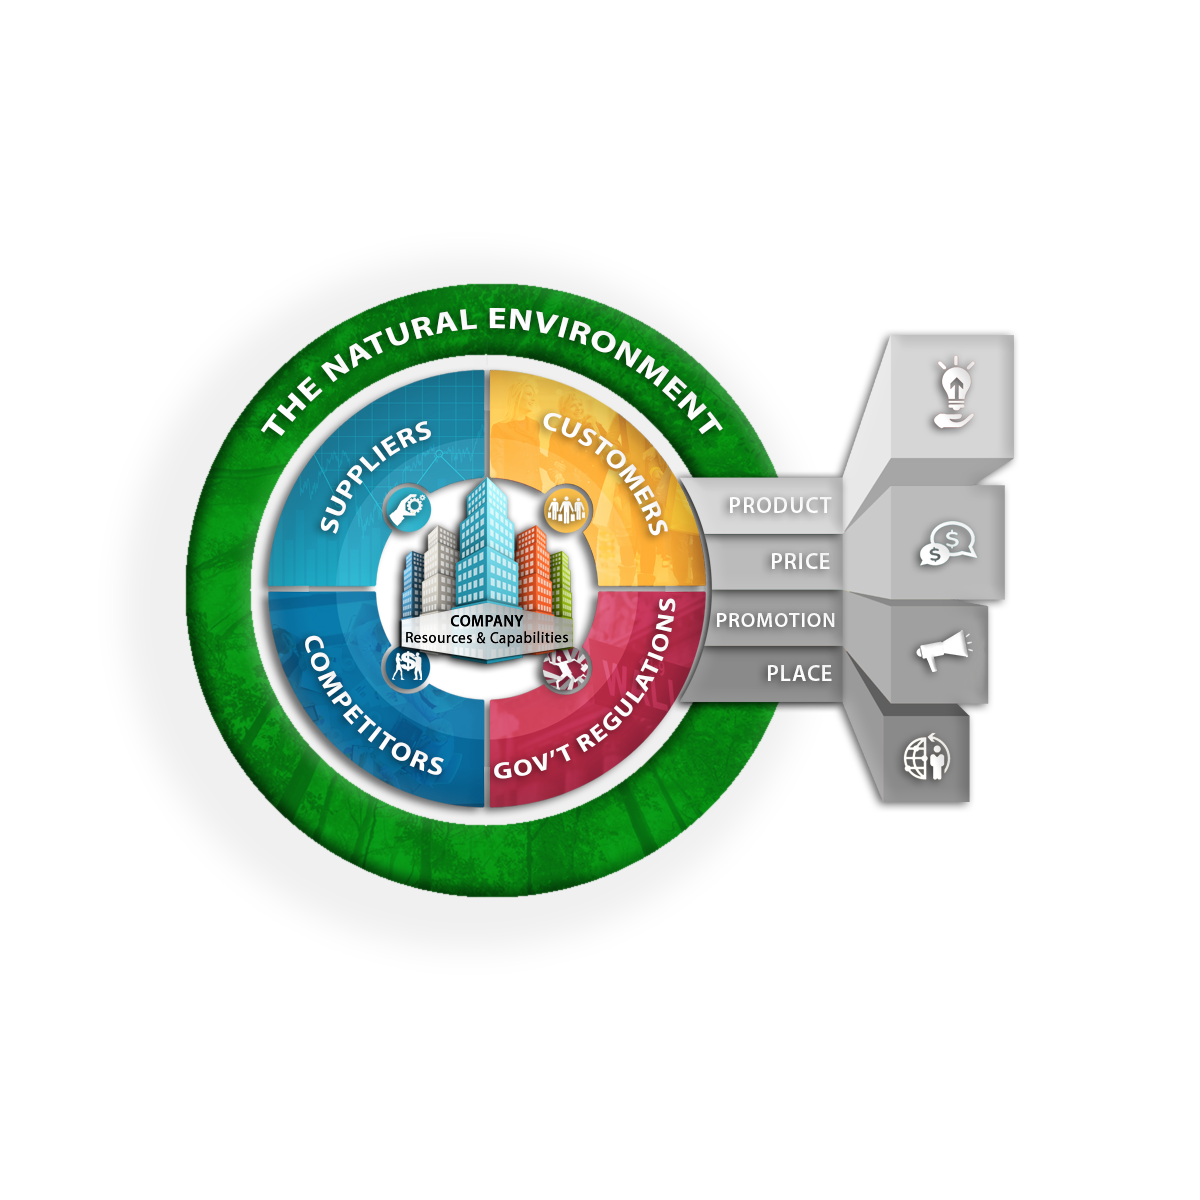 THE NATURAL ENVIRONMENT
SUPPLIERS
CUSTOMERS
PRODUCT
PRICE
PROMOTION
PLACE
COMPANY
Resources & Capabilities
COMPETITORS
GOV'T REGULATIONS
$
$
$